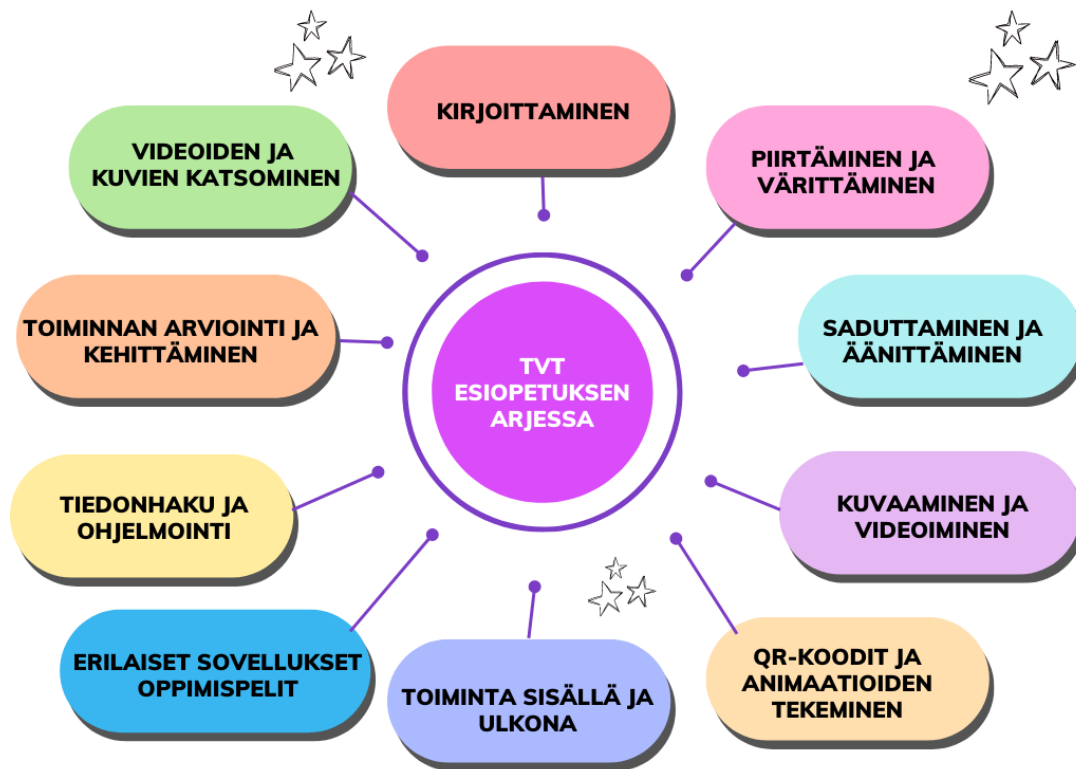 KIRJOITTAMINEN
VIDEOIDEN JA
KUVIEN KATSOMINEN
PIIRTÄMINEN JA
VÄRITTÄMINEN
TOIMINNAN ARVIOINTI JA
KEHITTÄMINEN
TVT
ESIOPETUKSEN
ARJESSA
SADUTTAMINEN JA
ÄÄNITTÄMINEN
TIEDONHAKU JA
OHJELMOINTI
KUVAAMINEN JA
VIDEOIMINEN
ERILAISET SOVELLUKSET
OPPIMISPELIT
TOIMINTA SISÄLLÄ JA
ULKONA
QR-KOODIT JA
ANIMAATIOIDEN
TEKEMINEN